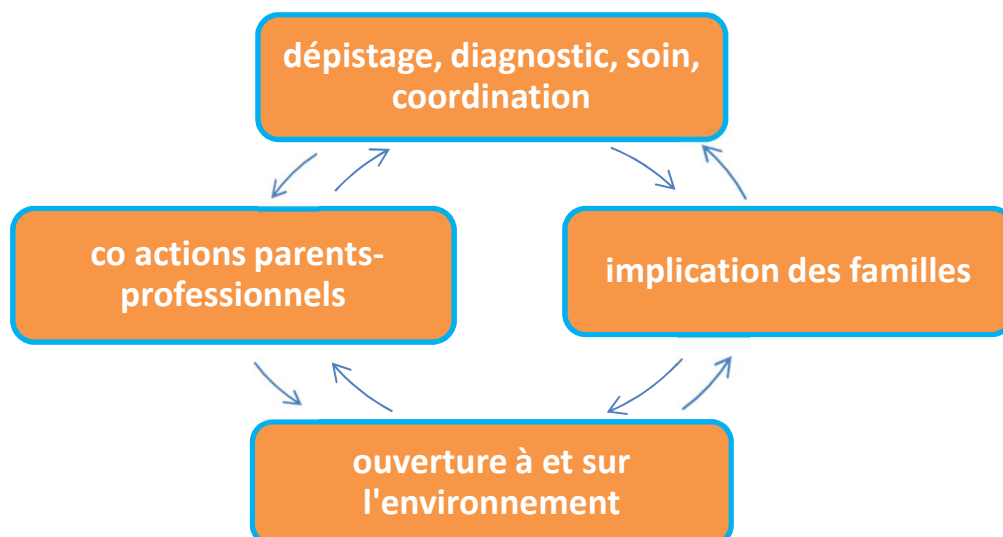 dépistage, diagnostic, soin,
coordination
co actions parents-
professionnels
implication des familles
ouverture à et sur
l'environnement